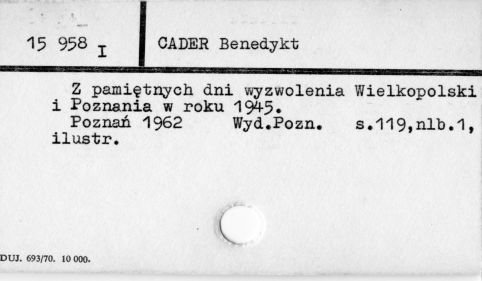 15 958 I
CADER Benedykt
Z pamiętnych dni wyzwolenia Wielkopolski
i Poznania w roku 1945.
Poznań 1962 Wyd.Pozn. s.119,nlb.1,
ilustr.
DUJ. 693/70. 10 000.